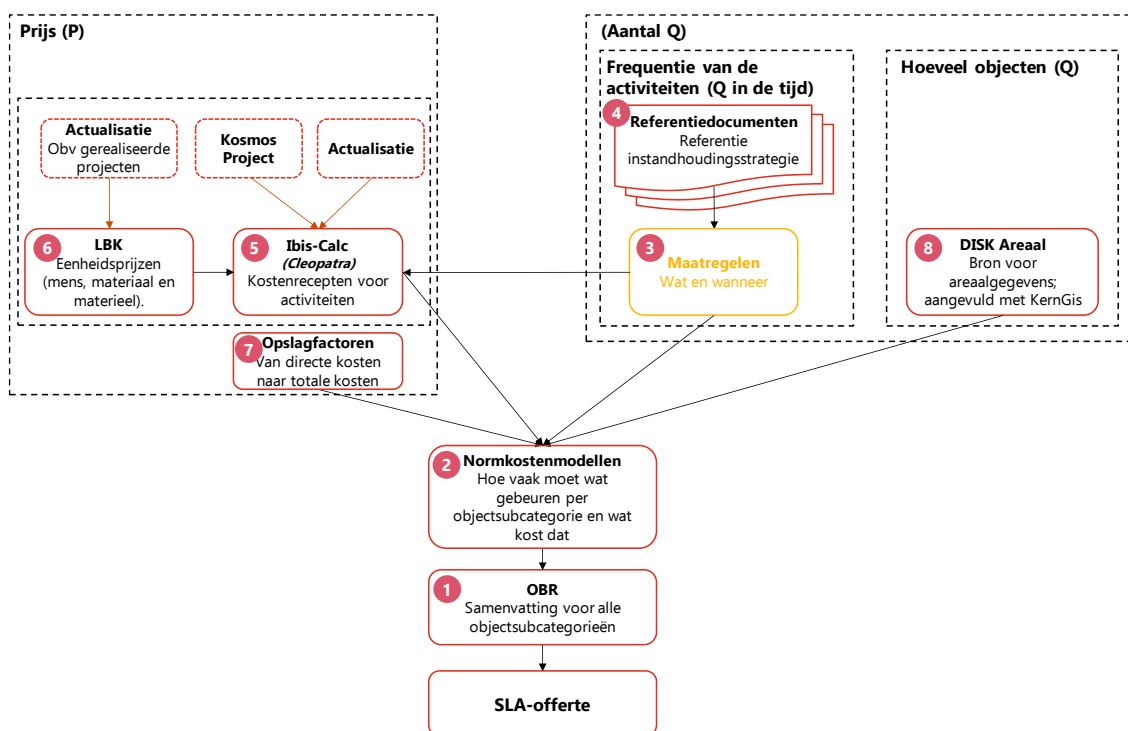 Prijs (P)
(Aantal Q)
Frequentie van de
activiteiten (Q in de tijd)
Hoeveel objecten (Q)
Actualisatie
Obv gerealiseerde
projecten
Kosmos
Project
Actualisatie
4
Referentiedocumenten
Referentie
instandhoudingsstrategie
6
LBK
Eenheidsprijzen
(mens, materiaal en
materieel).
5
Ibis-Calc
(Cleopatra)
Kostenrecepten voor
activiteiten
3
Maatregelen
Wat en wanneer
8
DISK Areaal
Bron voor
areaalgegevens;
aangevuld met KernGis
7
Opslagfactoren
Van directe kosten
naar totale kosten
2
Normkostenmodellen
Hoe vaak moet wat
gebeuren per
objectsubcategorie en wat
kost dat
1
OBR
Samenvatting voor alle
objectsubcategorieën
SLA-offerte